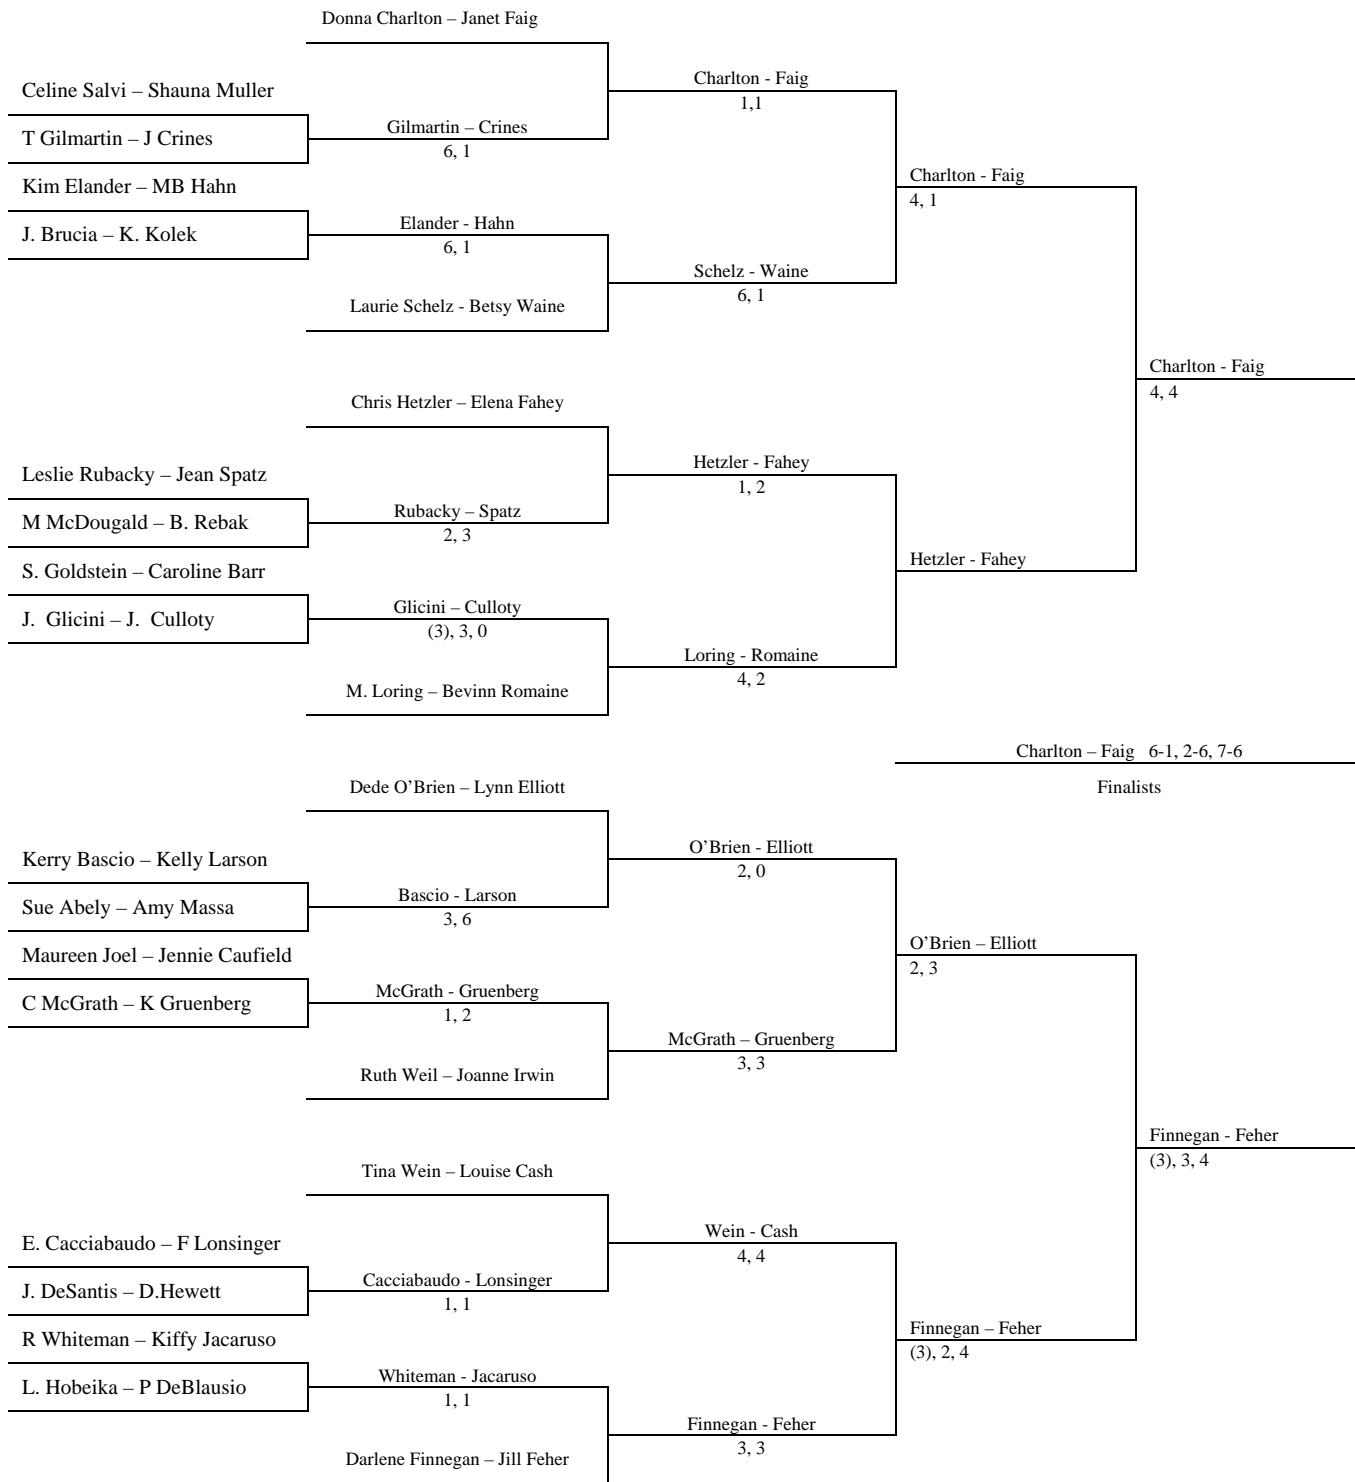 Donna Charlton – Janet Faig
Charlton - Faig
1,1
Celine Salvi – Shauna Muller
T Gilmartin – J Crines
Gilmartin – Crines
6, 1
Charlton - Faig
4, 1
Kim Elander – MB Hahn
J. Brucia – K. Kolek
Elander - Hahn
6, 1
Schelz - Waine
6, 1
Laurie Schelz - Betsy Waine
Charlton - Faig
4, 4
Chris Hetzler – Elena Fahey
Hetzler - Fahey
1, 2
Leslie Rubacky – Jean Spatz
M McDougald – B. Rebak
Rubacky – Spatz
2, 3
Hetzler - Fahey
S. Goldstein – Caroline Barr
J. Glicini – J. Culloty
Glicini – Culloty
(3), 3, 0
Loring - Romaine
4, 2
M. Loring – Bevinn Romaine
Charlton – Faig 6-1, 2-6, 7-6
Finalists
Dede O’Brien – Lynn Elliott
O’Brien - Elliott
2, 0
Kerry Bascio – Kelly Larson
Sue Abely – Amy Massa
Bascio - Larson
3, 6
O’Brien – Elliott
2, 3
Maureen Joel – Jennie Caufield
C McGrath – K Gruenberg
McGrath - Gruenberg
1, 2
McGrath – Gruenberg
3, 3
Ruth Weil – Joanne Irwin
Finnegan - Feher
(3), 3, 4
Tina Wein – Louise Cash
Wein - Cash
4, 4
E. Cacciabaudo – F Lonsinger
J. DeSantis – D.Hewett
Cacciabaudo - Lonsinger
1, 1
Finnegan – Feher
(3), 2, 4
R Whiteman – Kiffy Jacaruso
L. Hobeika – P DeBlausio
Whiteman - Jacaruso
1, 1
Finnegan - Feher
3, 3
Darlene Finnegan – Jill Feher